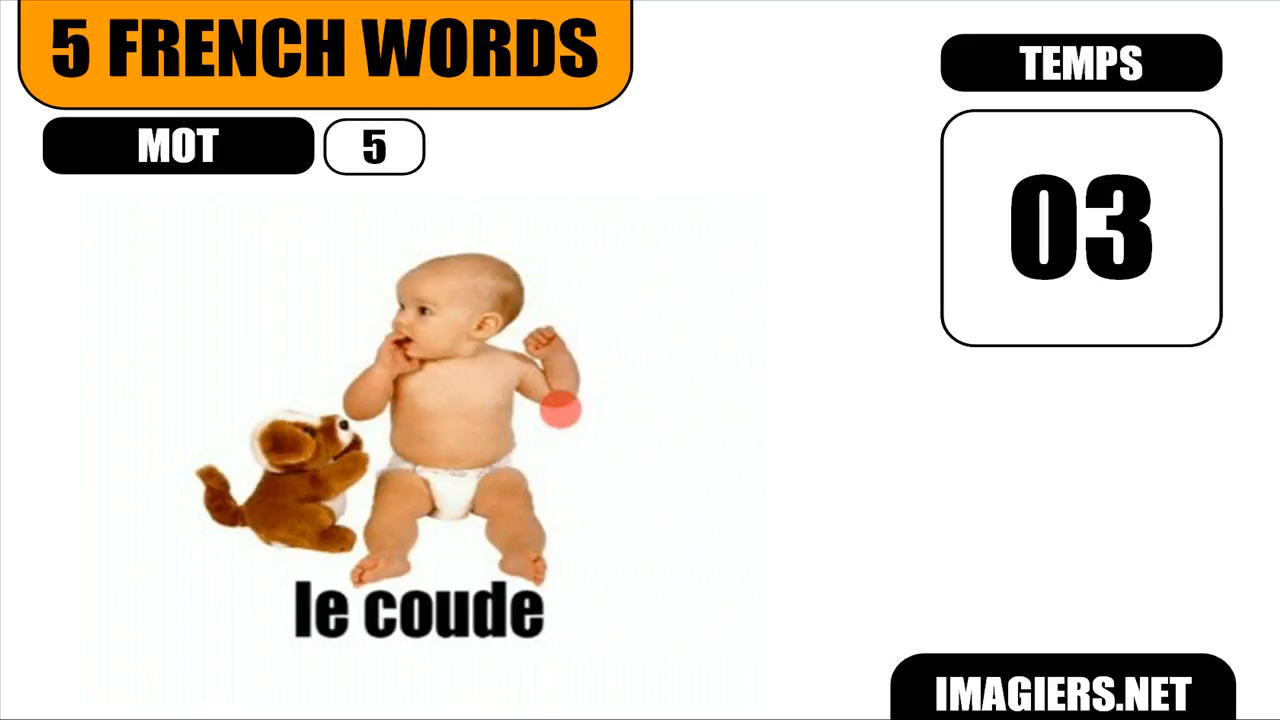 5 FRENCH WORDS
TEMPS
MOT
5
03
le coude
IMAGIERS.NET